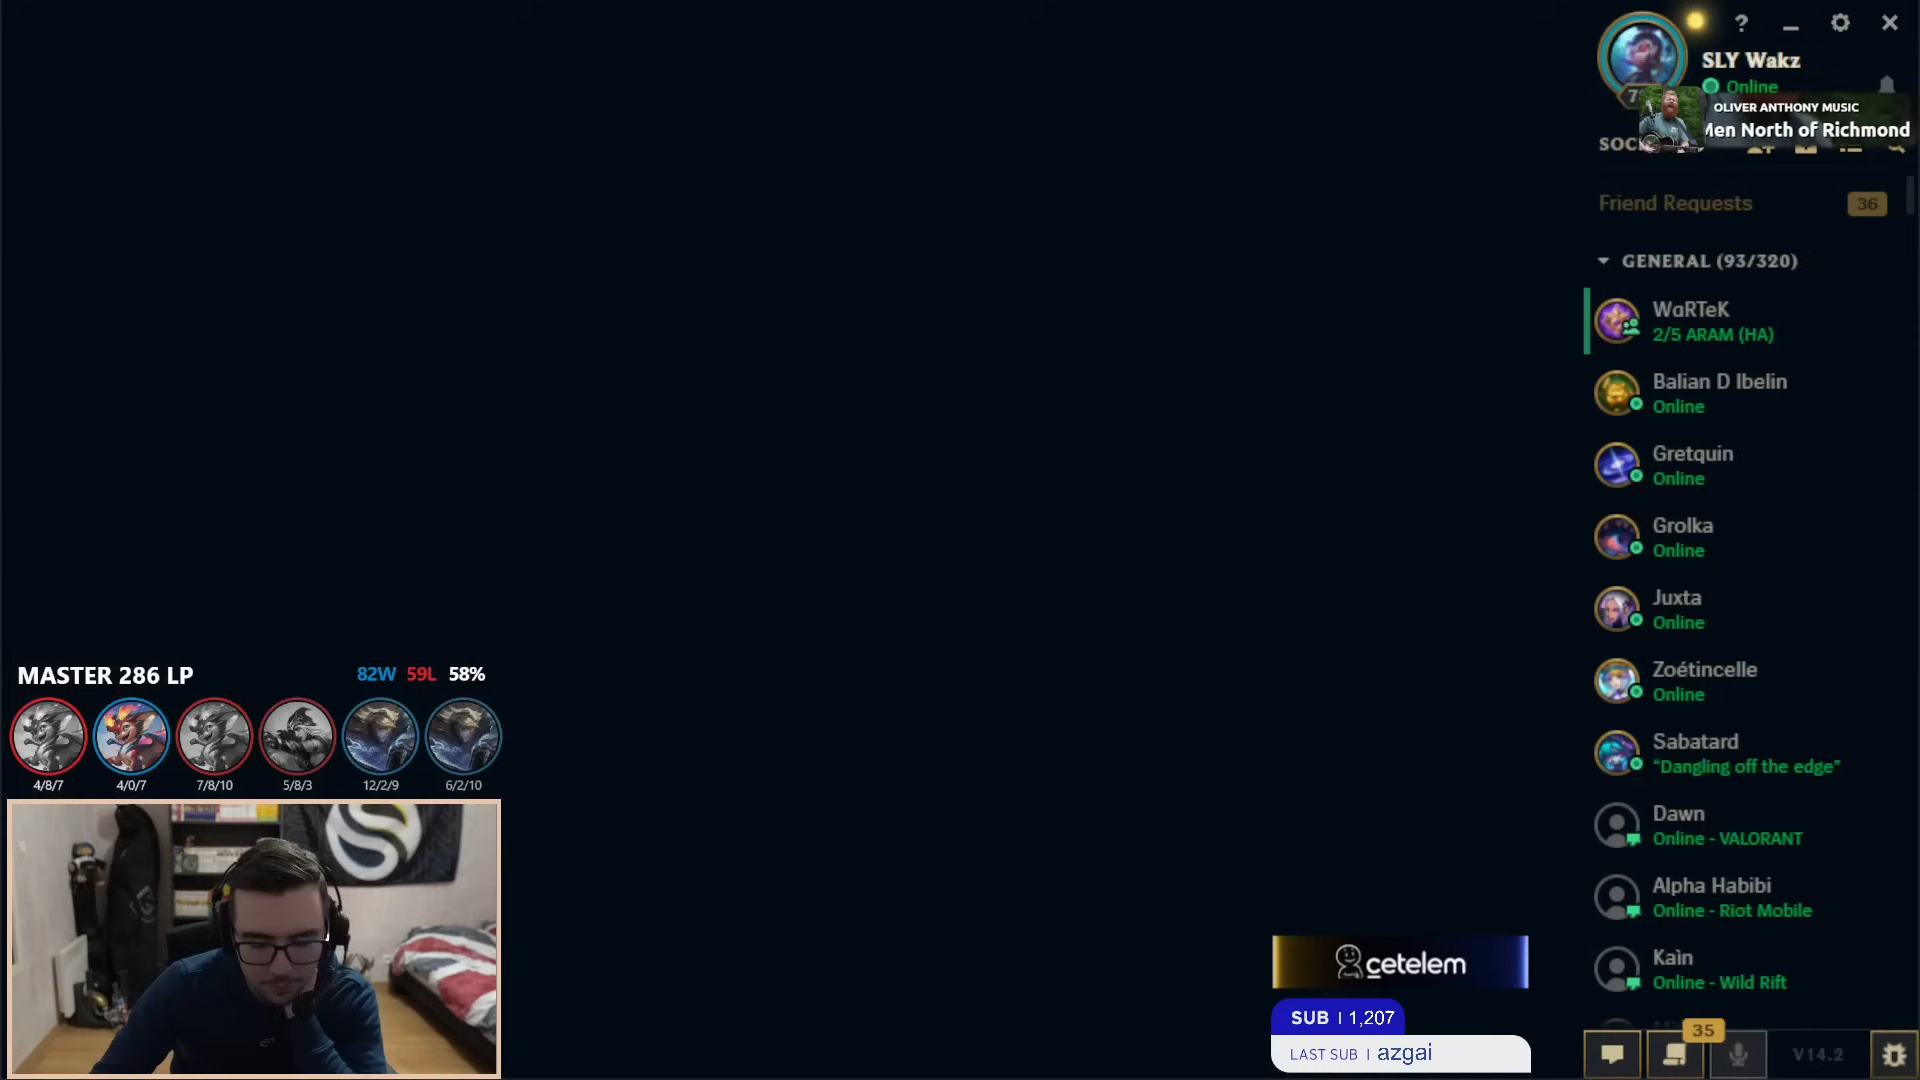 SLY Wakz
Online
OLIVER ANTHONY MUSIC
Men North of Richmond
Friend Requests
36
GENERAL (93/320)
WaRTeK
2/5 ARAM (HA)
Balian D Ibelin
Online
Gretquin
Online
Grolka
Online
Juxta
Online
Zoétincelle
Online
Sabatard
“Dangling off the edge”
Dawn
Online - VALORANT
Alpha Habibi
Online - Riot Mobile
Kaìn
Online - Wild Rift
35
V14.2
MASTER 286 LP 82W 59L 58%
4/8/7 4/0/7 7/8/10 5/8/3 12/2/9 6/2/10
cetelem
SUB | 1,207
LAST SUB | azgai